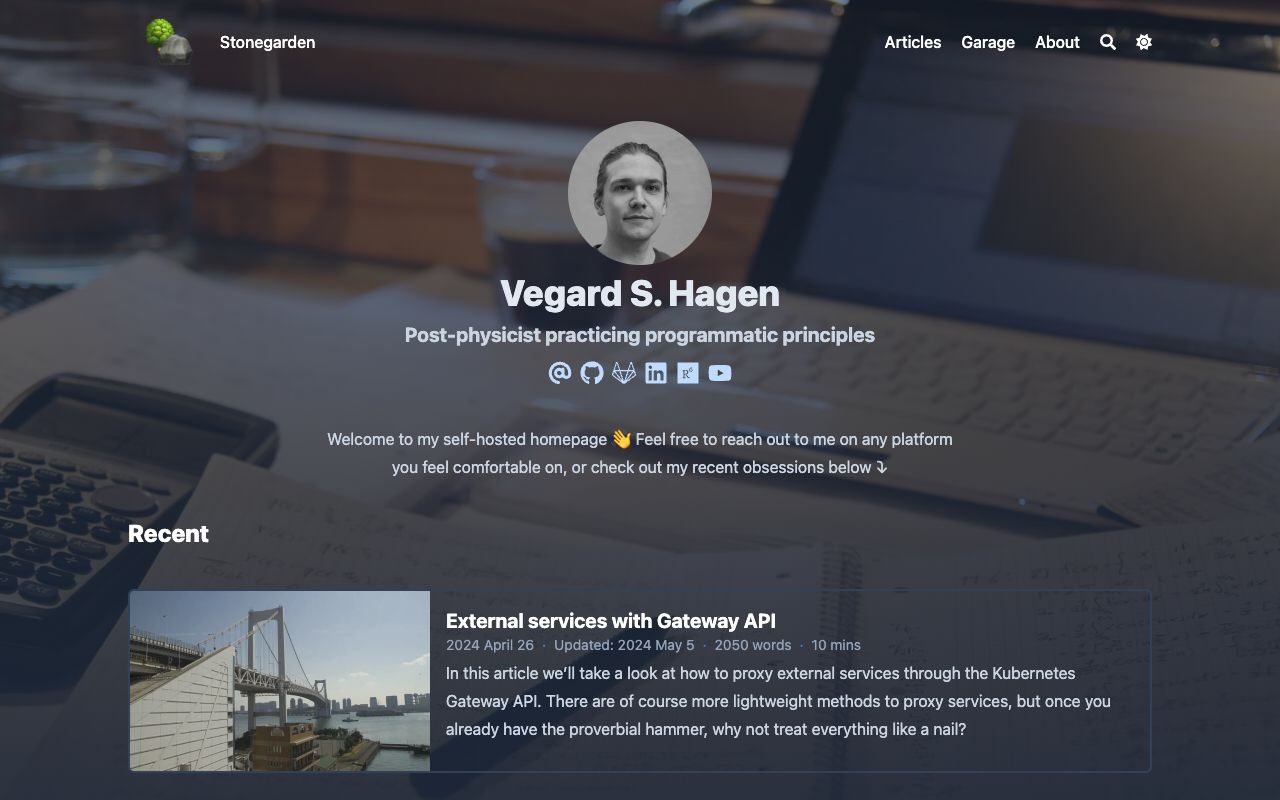 Stonegarden
Articles Garage About
Vegard S. Hagen
Post-physicist practicing programmatic principles
Welcome to my self-hosted homepage 👋 Feel free to reach out to me on any platform
you feel comfortable on, or check out my recent obsessions below ⤵
Recent
External services with Gateway API
2024 April 26 · Updated: 2024 May 5 · 2050 words · 10 mins
In this article we’ll take a look at how to proxy external services through the Kubernetes
Gateway API. There are of course more lightweight methods to proxy services, but once you
already have the proverbial hammer, why not treat everything like a nail?